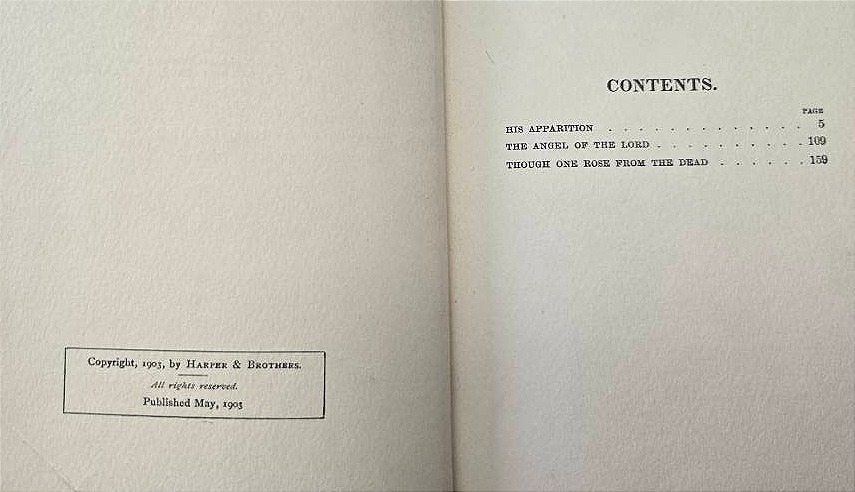 Copyright, 1903, by HARPER & BROTHERS.
All rights reserved.
Published May, 1903
CONTENTS.
PAGE
HIS APPARITION . . . . . . . . . . . . . 5
THE ANGEL OF THE LORD . . . . . . . . . . 109
THOUGH ONE ROSE FROM THE DEAD . . . . . . 159